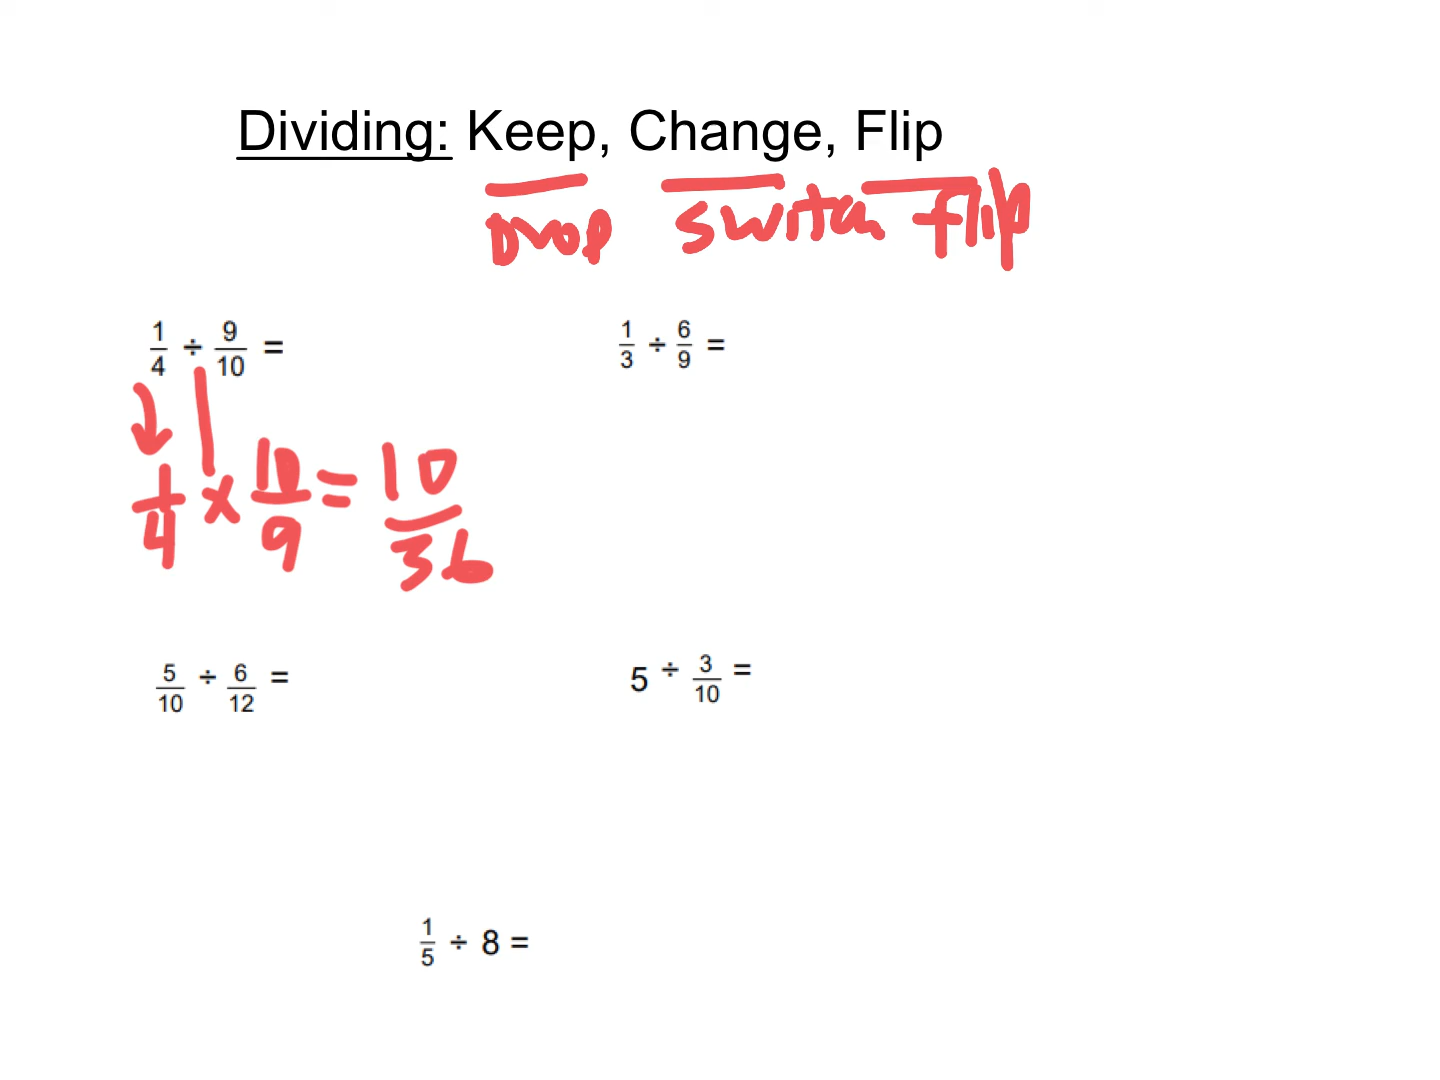 Dividing: Keep, Change, Flip
Drop switch flip
1/4 ÷ 9/10 =
1/3 ÷ 6/9 =
1/4 x 10/9 = 10/36
5/10 ÷ 6/12 =
5 ÷ 3/10 =
1/5 ÷ 8 =